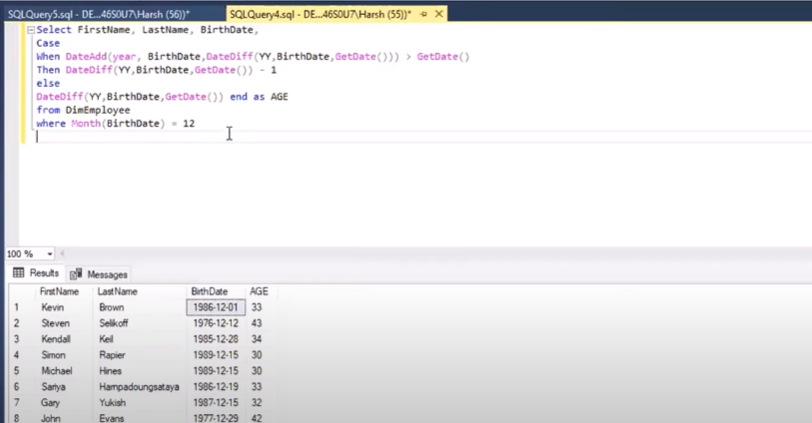 SQLQuery5.sql - DE...46S0U7\Harsh (56))* SQLQuery4.sql - DE...46S0U7\Harsh (55))*
Select FirstName, LastName, BirthDate,
Case
When DateAdd(year, BirthDate,DateDiff(YY,BirthDate,GetDate())) > GetDate()
Then DateDiff(YY,BirthDate,GetDate()) - 1
else
DateDiff(YY,BirthDate,GetDate()) end as AGE
from DimEmployee
where Month(BirthDate) = 12
100 %
Results Messages
FirstName LastName BirthDate AGE
1 Kevin Brown 1986-12-01 33
2 Steven Selikoff 1976-12-12 43
3 Kendall Keil 1985-12-28 34
4 Simon Rapier 1989-12-15 30
5 Michael Hines 1989-12-15 30
6 Sariya Harnpadoungsataya 1986-12-19 33
7 Gary Yukish 1987-12-15 32
8 John Evans 1977-12-29 42